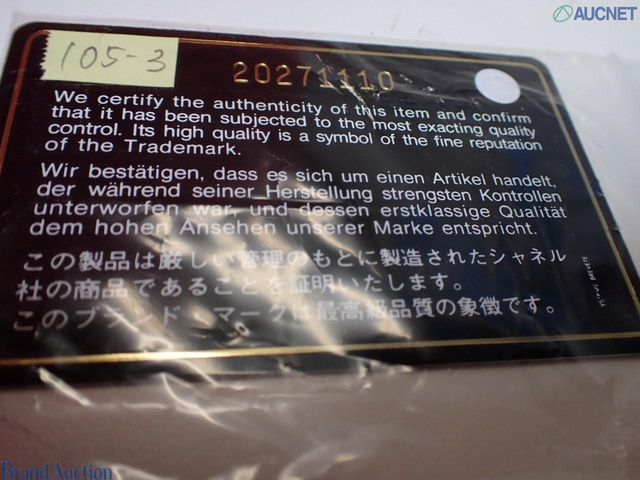 AUCNET
105-3
20271110
We certify the authenticity of this item and confirm
that it has been subjected to the most exacting quality
control. Its high quality is a symbol of the fine reputation
of the Trademark.
Wir bestätigen, dass es sich um einen Artikel handelt,
der während seiner Herstellung strengsten Kontrollen
unterworfen war, und dessen erstklassige Qualität
dem hohen Ansehen unserer Marke entspricht.
この製品は厳しい管理のもとに製造されたシャネル
社の商品であることを証明いたします。
このブランド・マークは最高級品質の象徴です。
Brand Auction